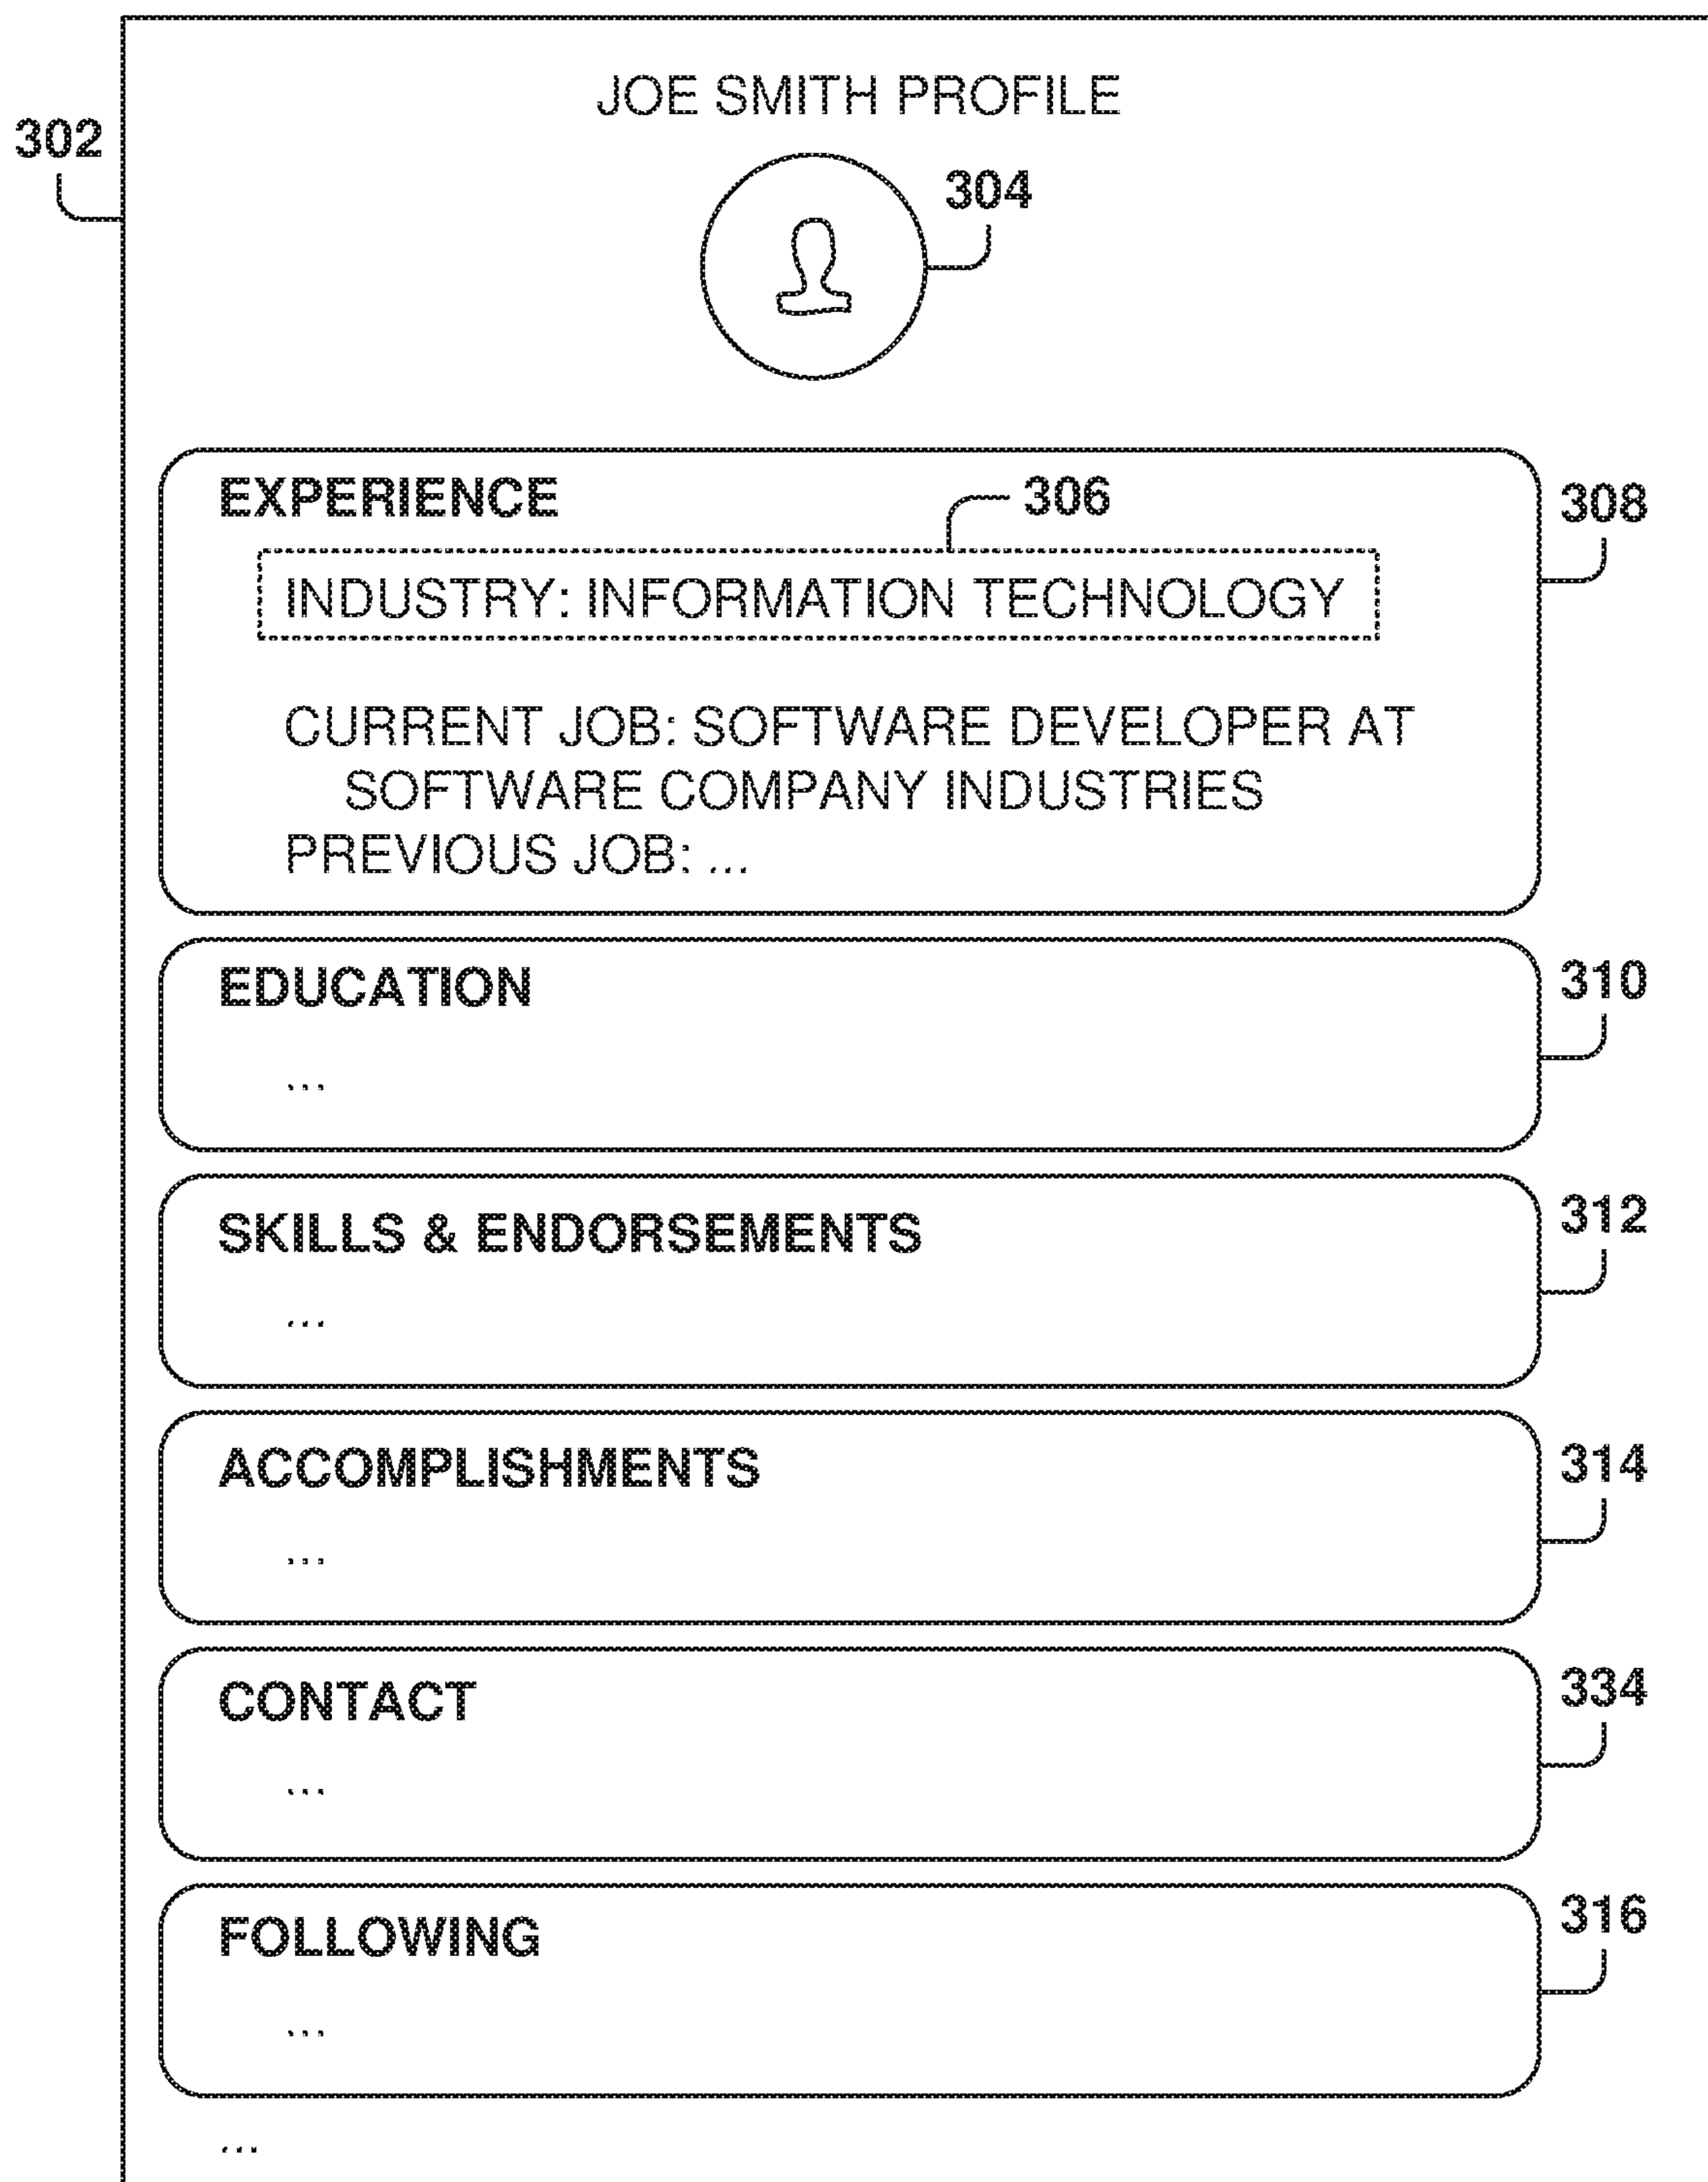 JOE SMITH PROFILE
302
304
EXPERIENCE
306
308
INDUSTRY: INFORMATION TECHNOLOGY
CURRENT JOB: SOFTWARE DEVELOPER AT
SOFTWARE COMPANY INDUSTRIES
PREVIOUS JOB: ...
EDUCATION
310
...
SKILLS & ENDORSEMENTS
312
...
ACCOMPLISHMENTS
314
...
CONTACT
334
...
FOLLOWING
316
...
...